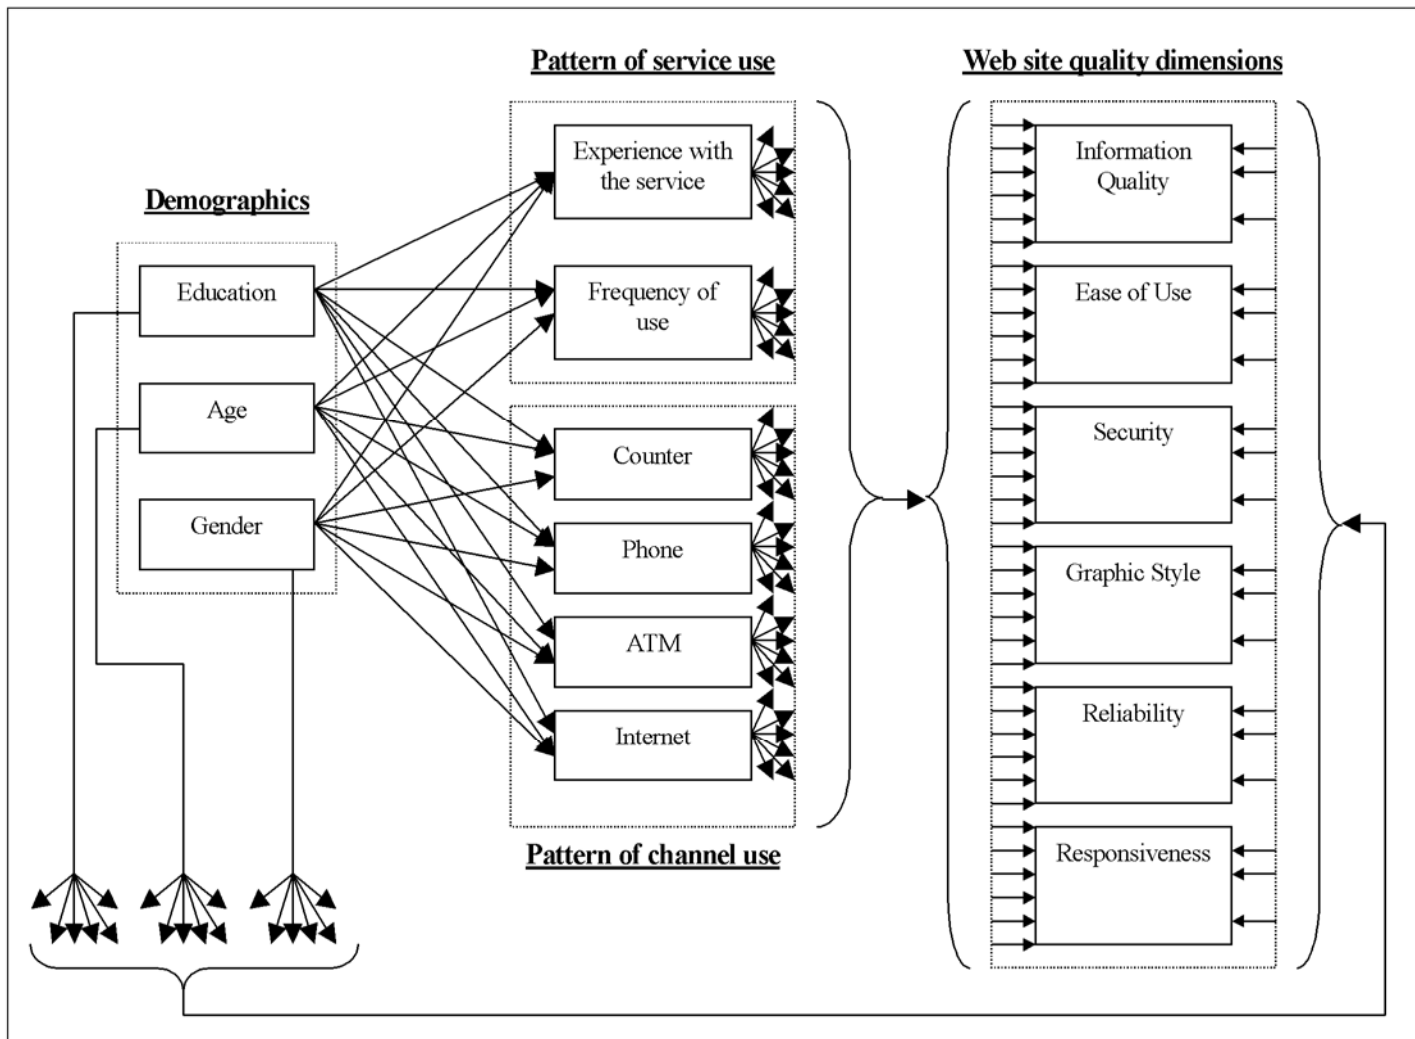 Demographics
Education
Age
Gender
Pattern of service use
Experience with
the service
Frequency of
use
Counter
Phone
ATM
Internet
Pattern of channel use
Web site quality dimensions
Information
Quality
Ease of Use
Security
Graphic Style
Reliability
Responsiveness